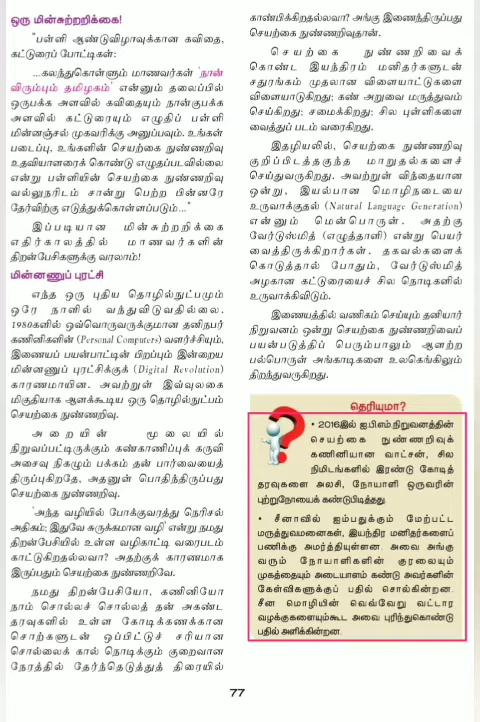 ஒரு மின்சுற்றறிக்கை!
"பள்ளி ஆண்டுவிழாவுக்கான கவிதை,
கட்டுரைப் போட்டிகள்:
...கலந்துகொள்ளும் மாணவர்கள் 'நான்
விரும்பும் தமிழகம்' என்னும் தலைப்பில்
ஒருபக்க அளவில் கவிதையும் நான்குபக்க
அளவில் கட்டுரையும் எழுதிப் பள்ளி
மின்னஞ்சல் முகவரிக்கு அனுப்பவும். உங்கள்
படைப்பு, உங்களின் செயற்கை நுண்ணறிவு
உதவியாளரைக் கொண்டு எழுதப்படவில்லை
என்று பள்ளியின் செயற்கை நுண்ணறிவு
வல்லுநரிடம் சான்று பெற்ற பின்னரே
தேர்விற்கு எடுத்துக்கொள்ளப்படும்..."
இப்படியான மின்சுற்றறிக்கை
எதிர்காலத்தில் மாணவர்களின்
திறன்பேசிகளுக்கு வரலாம்!
மின்னணுப் புரட்சி
எந்த ஒரு புதிய தொழில்நுட்பமும்
ஒரே நாளில் வந்துவிடுவதில்லை.
1980களில் ஒவ்வொருவருக்குமான தனிநபர்
கணினிகளின் (Personal Computers) வளர்ச்சியும்,
இணையப் பயன்பாட்டின் பிறப்பும் இன்றைய
மின்னணுப் புரட்சிக்குக் (Digital Revolution)
காரணமாயின. அவற்றுள் இவ்வுலகை
மிகுதியாக ஆளக்கூடிய ஒரு தொழில்நுட்பம்
செயற்கை நுண்ணறிவு.
அறையின் மூலையில்
நிறுவப்பட்டிருக்கும் கண்காணிப்புக் கருவி
அசைவு நிகழும் பக்கம் தன் பார்வையைத்
திருப்புகிறதே, அதனுள் பொதிந்திருப்பது
செயற்கை நுண்ணறிவு.
'அந்த வழியில் போக்குவரத்து நெரிசல்
அதிகம்; இதுவே சுருக்கமான வழி' என்று நமது
திறன்பேசியில் உள்ள வழிகாட்டி வரைபடம்
காட்டுகிறதல்லவா? அதற்குக் காரணமாக
இருப்பதும் செயற்கை நுண்ணறிவே.
நமது திறன்பேசியோ, கணினியோ
நாம் சொல்லச் சொல்லத் தன் அகண்ட
தரவுகளில் உள்ள கோடிக்கணக்கான
சொற்களுடன் ஒப்பிட்டுச் சரியான
சொல்லைக் கால் நொடிக்கும் குறைவான
நேரத்தில் தேர்ந்தெடுத்துத் திரையில்
காண்பிக்கிறதல்லவா? அங்கு இணைந்திருப்பது
செயற்கை நுண்ணறிவுதான்.
செயற்கை நுண்ணறிவைக்
கொண்ட இயந்திரம் மனிதர்களுடன்
சதுரங்கம் முதலான விளையாட்டுகளை
விளையாடுகிறது; கண் அறுவை மருத்துவம்
செய்கிறது; சமைக்கிறது; சில புள்ளிகளை
வைத்துப் படம் வரைகிறது.
இதழியலில், செயற்கை நுண்ணறிவு
குறிப்பிடத்தகுந்த மாறுதல்களைச்
செய்துவருகிறது. அவற்றுள் விந்தையான
ஒன்று, இயல்பான மொழிநடையை
உருவாக்குதல் (Natural Language Generation)
என்னும் மென்பொருள். அதற்கு
வேர்டுஸ்மித் (எழுத்தாளி) என்று பெயர்
வைத்திருக்கிறார்கள். தகவல்களைக்
கொடுத்தால் போதும், வேர்டுஸ்மித்
அழகான கட்டுரையைச் சில நொடிகளில்
உருவாக்கிவிடும்.
இணையத்தில் வணிகம் செய்யும் தனியார்
நிறுவனம் ஒன்று செயற்கை நுண்ணறிவைப்
பயன்படுத்திப் பெரும்பாலும் ஆளற்ற
பல்பொருள் அங்காடிகளை உலகெங்கிலும்
திறந்துவருகிறது.
தெரியுமா?
• 2016இல் ஐ.பி.எம். நிறுவனத்தின்
செயற்கை நுண்ணறிவுக்
கணினியான வாட்சன், சில
நிமிடங்களில் இரண்டு கோடித்
தரவுகளை அலசி, நோயாளி ஒருவரின்
புற்றுநோயைக் கண்டுபிடித்தது.
• சீனாவில் ஐம்பதுக்கும் மேற்பட்ட
மருத்துவமனைகள், இயந்திர மனிதர்களைப்
பணிக்கு அமர்த்தியுள்ளன. அவை அங்கு
வரும் நோயாளிகளின் குரலையும்
முகத்தையும் அடையாளம் கண்டு அவர்களின்
கேள்விகளுக்குப் பதில் சொல்கின்றன.
சீன மொழியின் வெவ்வேறு வட்டார
வழக்குகளையும்கூட அவை புரிந்துகொண்டு
பதில் அளிக்கின்றன.
77